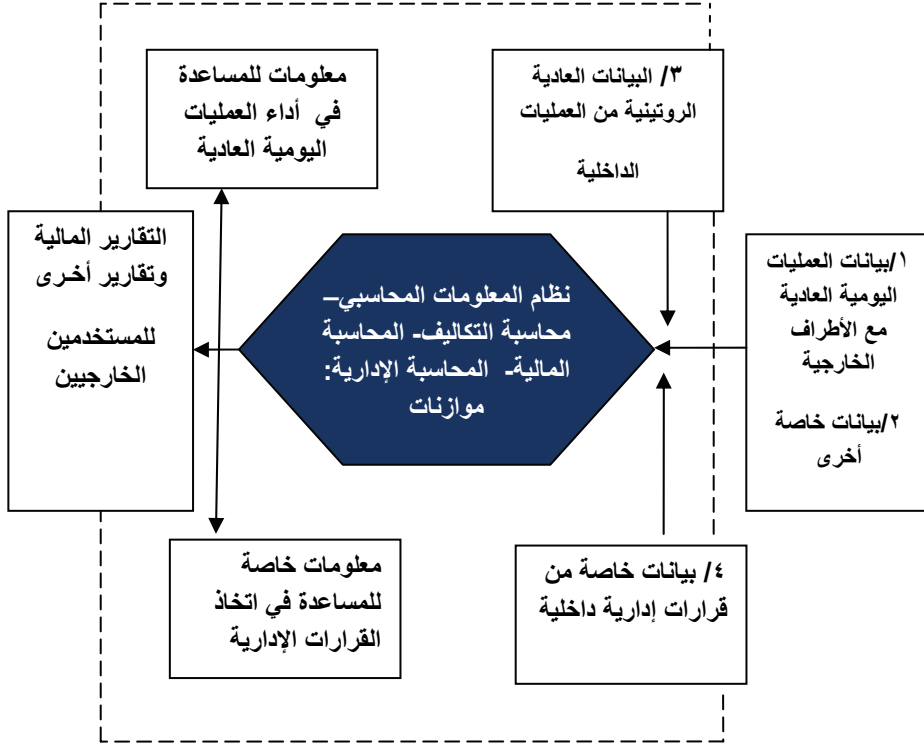 ٣/ البيانات العادية
الروتينية من العمليات
الداخلية
معلومات للمساعدة
في أداء العمليات
اليومية العادية
١/بيانات العمليات
اليومية العادية
مع الأطراف
الخارجية
٢/بيانات خاصة
أخرى
نظام المعلومات المحاسبي–
محاسبة التكاليف- المحاسبة
المالية- المحاسبة الإدارية:
موازنات
التقارير المالية
وتقارير أخرى
للمستخدمين
الخارجيين
٤/ بيانات خاصة من
قرارات إدارية داخلية
معلومات خاصة
للمساعدة في اتخاذ
القرارات الإدارية